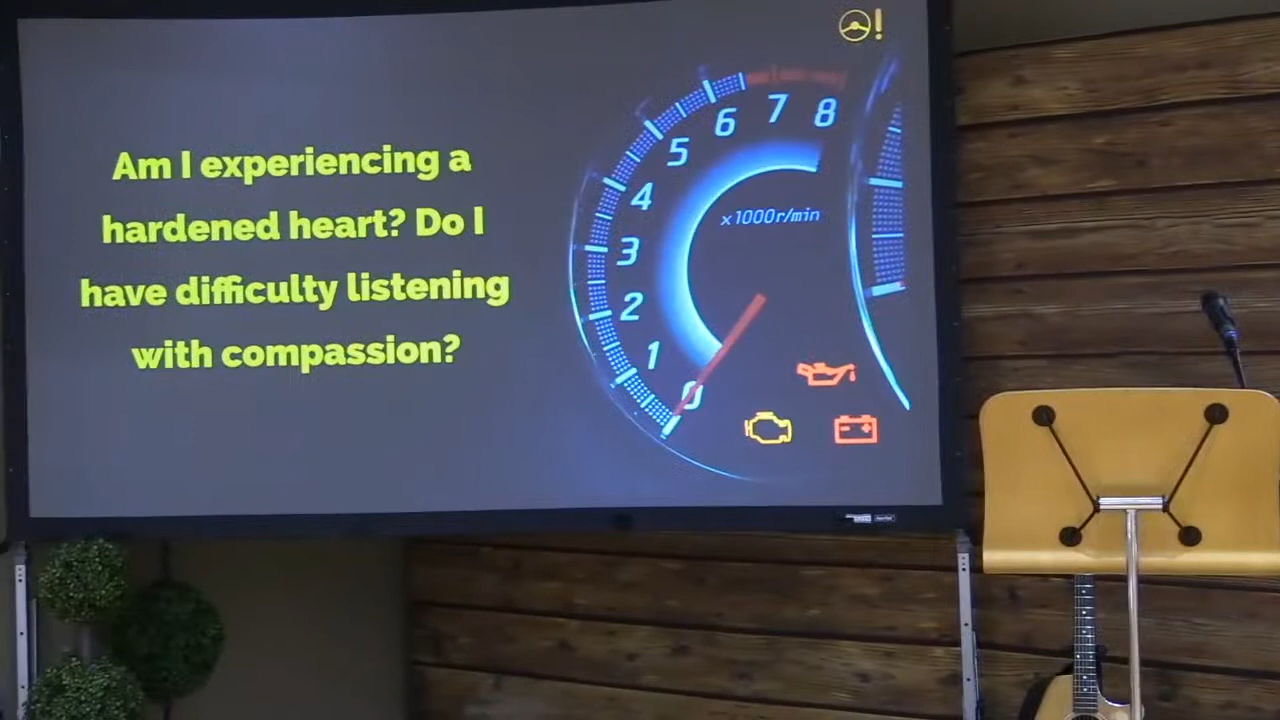 Am I experiencing a
hardened heart? Do I
have difficulty listening
with compassion?
8
7
6
5
4
3
2
1
0
x1000r/min